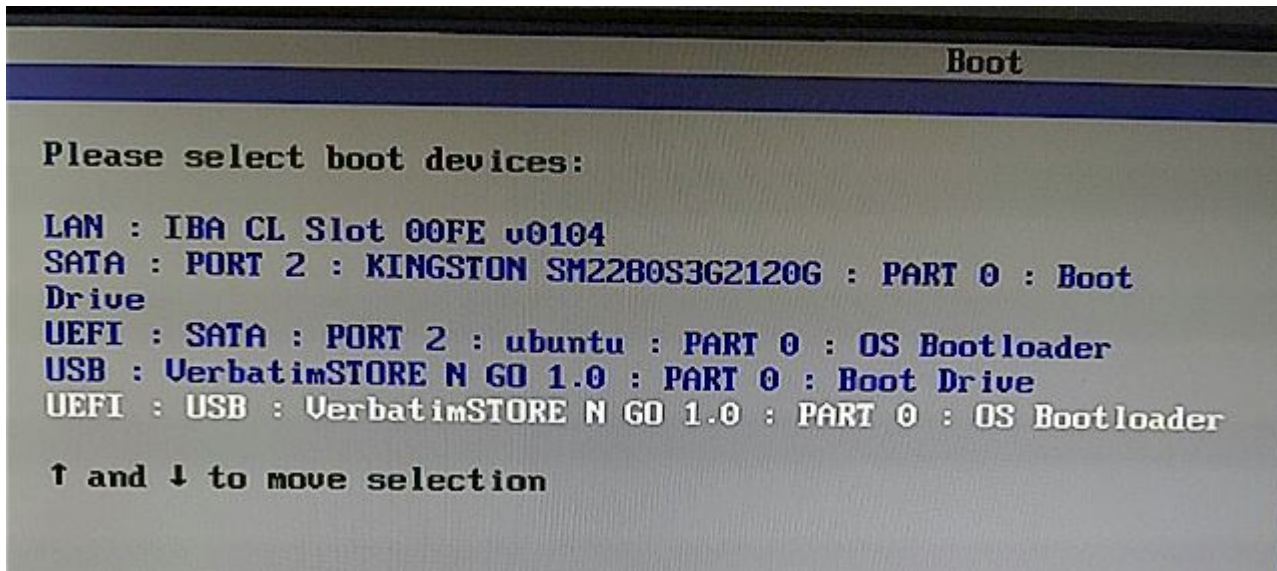 Boot
Please select boot devices:
LAN : IBA CL Slot 00FE v0104
SATA : PORT 2 : KINGSTON SM2280S3G2120G : PART 0 : Boot
Drive
UEFI : SATA : PORT 2 : ubuntu : PART 0 : OS Bootloader
USB : VerbatimSTORE N GO 1.0 : PART 0 : Boot Drive
UEFI : USB : VerbatimSTORE N GO 1.0 : PART 0 : OS Bootloader
↑ and ↓ to move selection